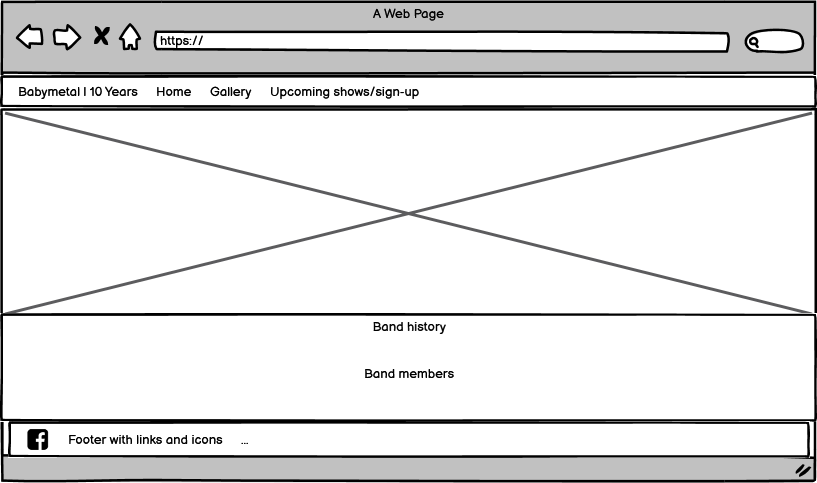 A Web Page
https://
Babymetal | 10 Years Home Gallery Upcoming shows/sign-up
Band history
Band members
Footer with links and icons ...